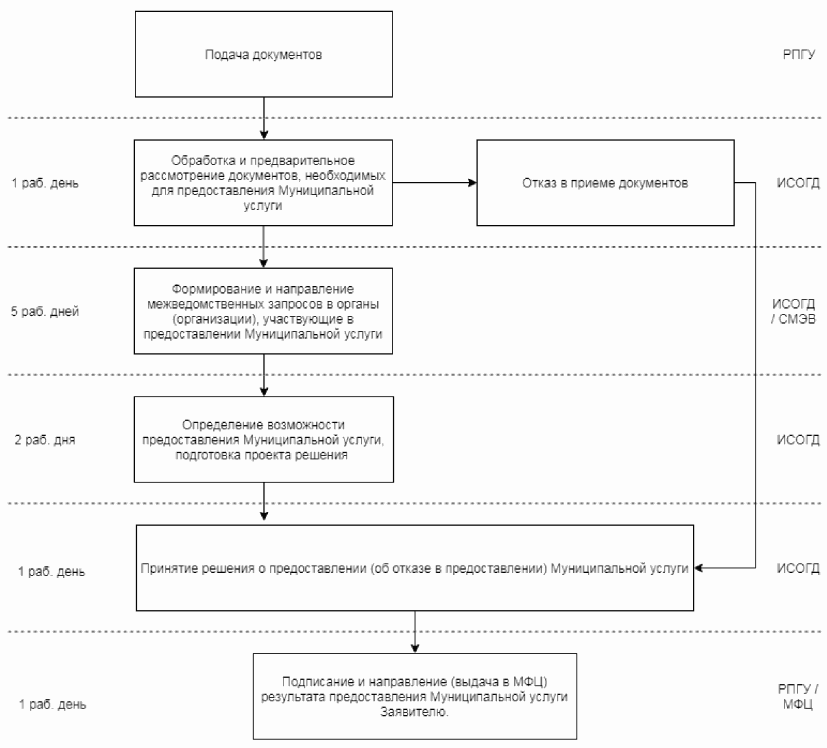 Подача документов
РПГУ
1 раб. день
Обработка и предварительное
рассмотрение документов, необходимых
для предоставления Муниципальной
услуги
Отказ в приеме документов
ИСОГД
5 раб. дней
Формирование и направление
межведомственных запросов в органы
(организации), участвующие в
предоставлении Муниципальной услуги
ИСОГД
/ СМЭВ
2 раб. дня
Определение возможности
предоставления Муниципальной услуги,
подготовка проекта решения
ИСОГД
1 раб. день
Принятие решения о предоставлении (об отказе в предоставлении) Муниципальной услуги
ИСОГД
1 раб. день
Подписание и направление (выдача в МФЦ)
результата предоставления Муниципальной услуги
Заявителю.
РПГУ /
МФЦ